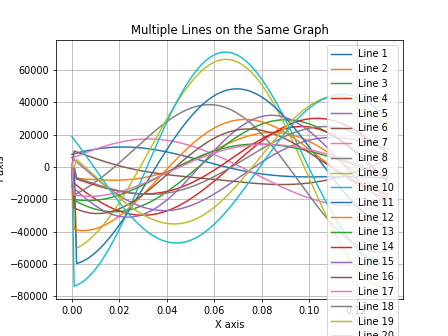 Multiple Lines on the Same Graph
60000
40000
20000
0
−20000
−40000
−60000
−80000
0.00
0.02
0.04
0.06
0.08
0.10
X axis
Line 1
Line 2
Line 3
Line 4
Line 5
Line 6
Line 7
Line 8
Line 9
Line 10
Line 11
Line 12
Line 13
Line 14
Line 15
Line 16
Line 17
Line 18
Line 19
Line 20